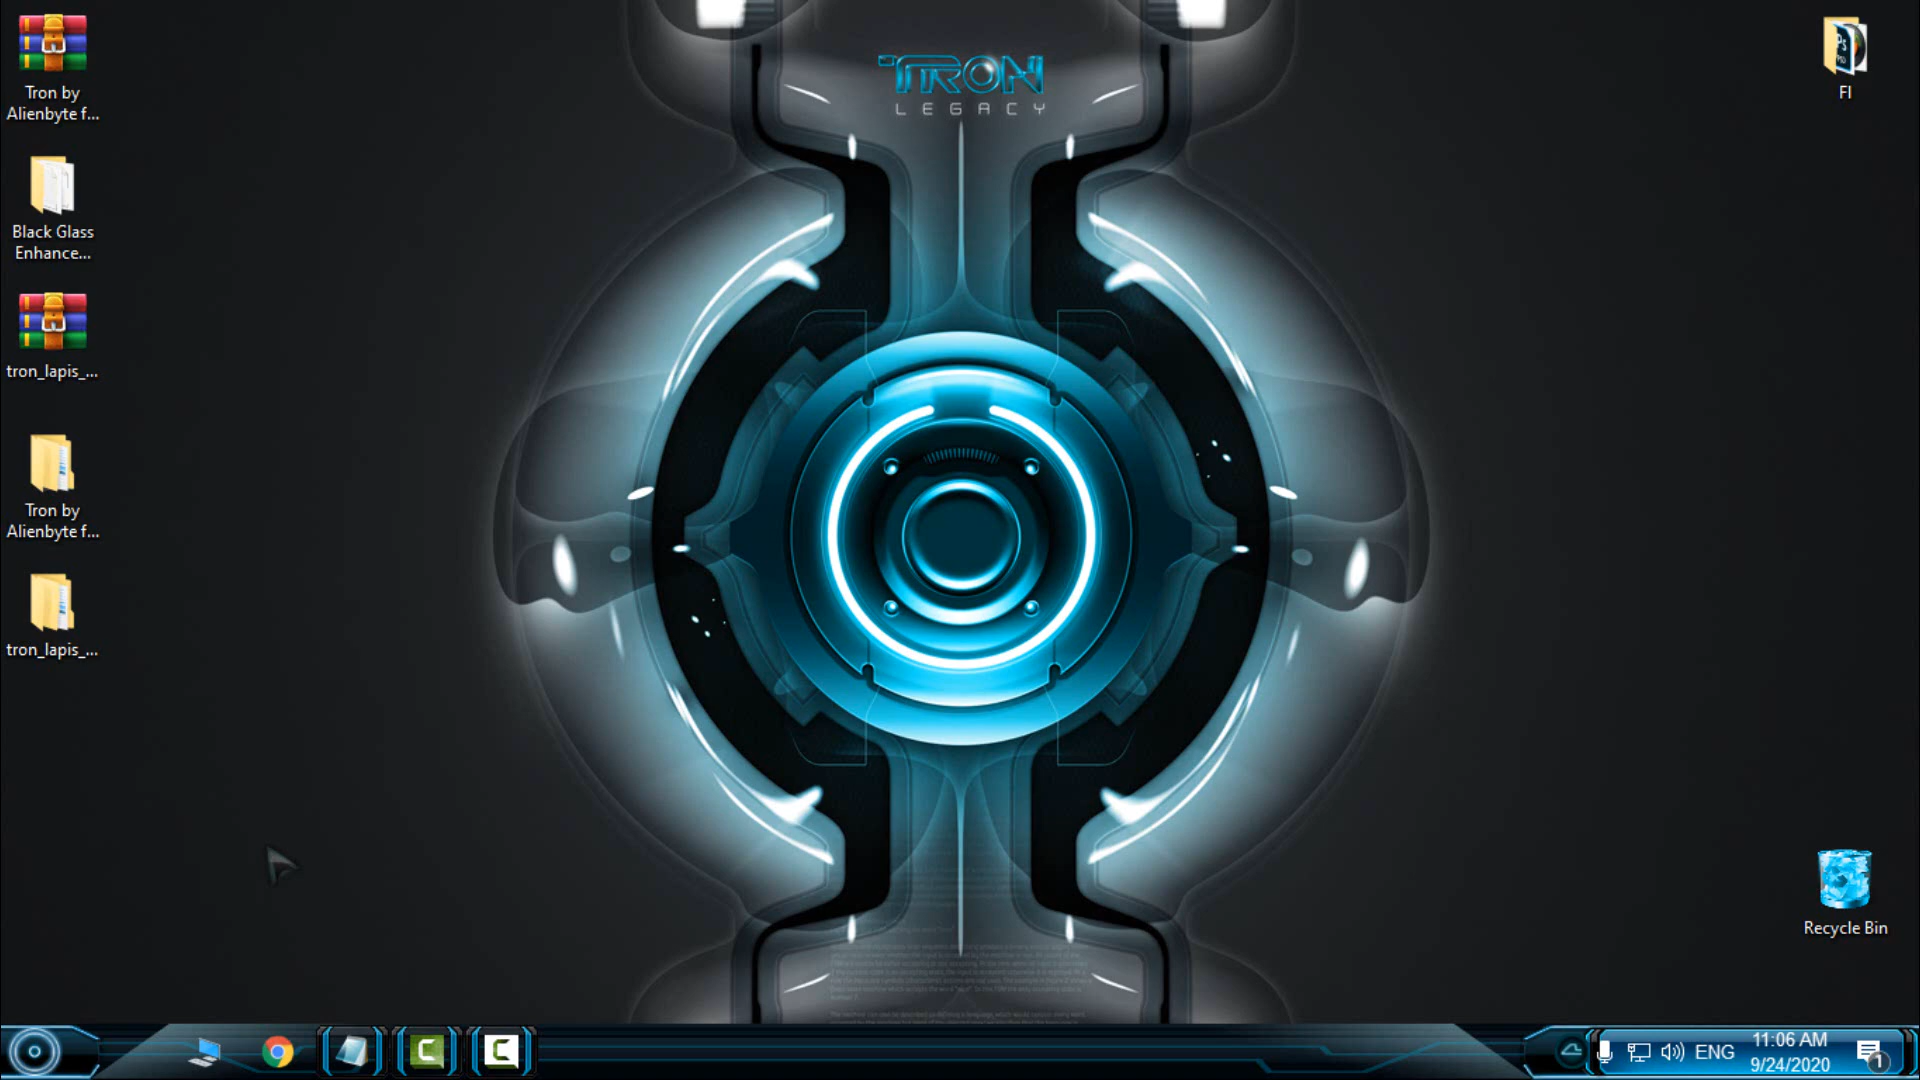 Tron by
Alienbyte f...
Black Glass
Enhance...
tron_lapis_...
Tron by
Alienbyte f...
tron_lapis_...
TRON
LEGACY
FI
Recycle Bin
ENG
11:06 AM
9/24/2020
1